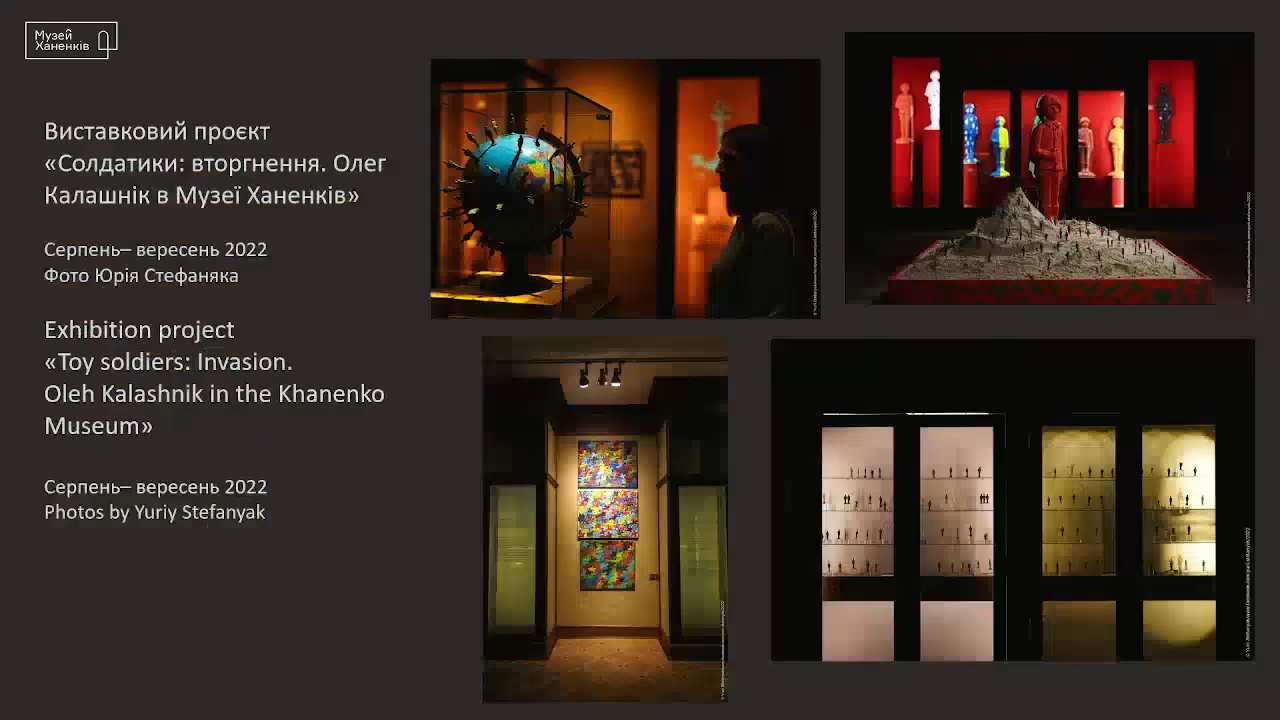 Музей
Ханенків
Виставковий проєкт
«Солдатики: вторгнення. Олег
Калашнік в Музеї Ханенків»
Серпень– вересень 2022
Фото Юрія Стефаняка
Exhibition project
«Toy soldiers: Invasion.
Oleh Kalashnik in the Khanenko
Museum»
Серпень– вересень 2022
Photos by Yuriy Stefanyak